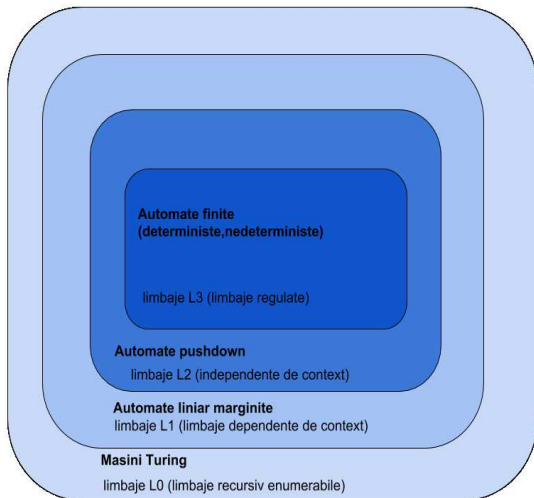 Automate finite
(deterministe,nedeterministe)
limbaje L3 (limbaje regulate)
Automate pushdown
limbaje L2 (independente de context)
Automate liniar marginite
limbaje L1 (limbaje dependente de context)
Masini Turing
limbaje L0 (limbaje recursiv enumerabile)